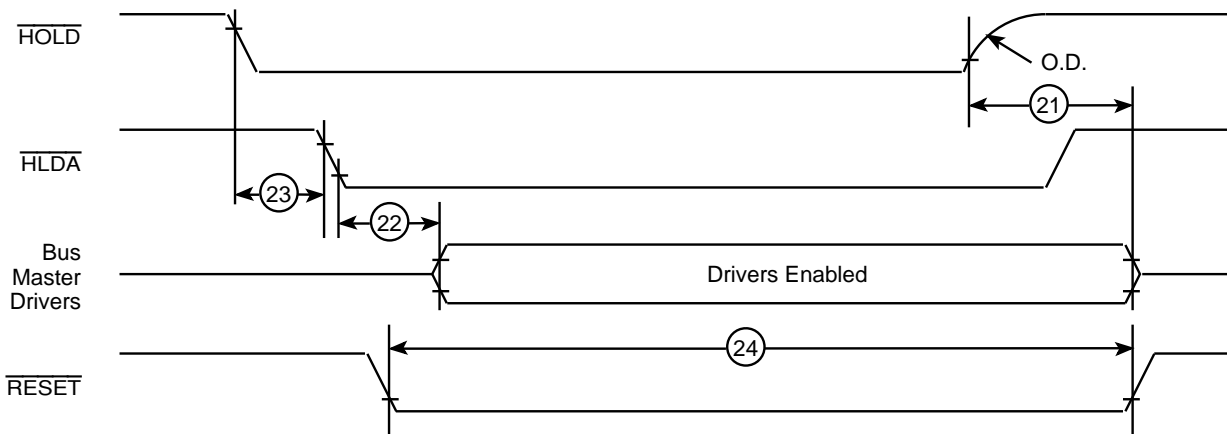 HOLD
O.D.
21
HLDA
23
22
Bus
Master
Drivers
Drivers Enabled
24
RESET